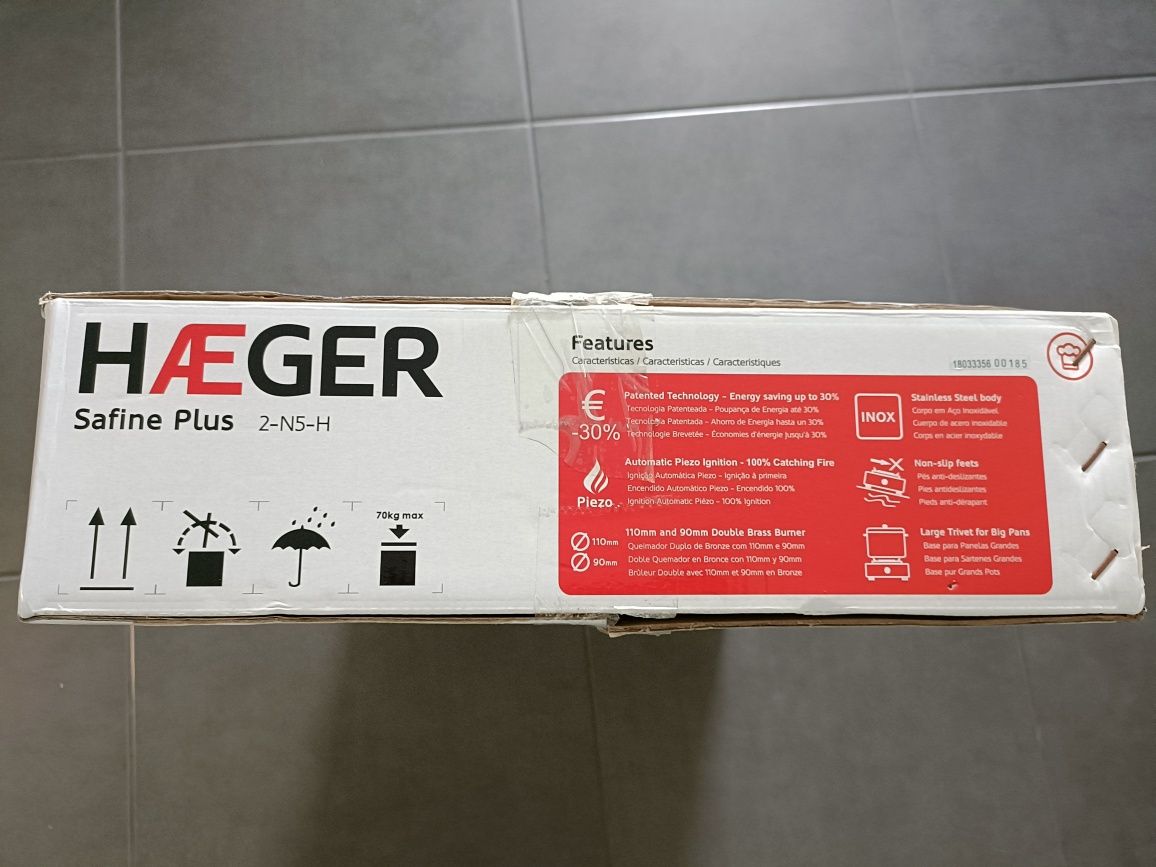 HÆGER
Safine Plus 2-N5-H
70kg max
Features
Características / Características / Caracteristiques
18033356 00185
€
-30%
Patented Technology - Energy saving up to 30%
Tecnologia Patenteada - Poupança de Energia até 30%
Tecnología Patentada - Ahorro de Energía hasta un 30%
Technologie Brevetée - Économies d'énergie jusqu'à 30%
INOX
Stainless Steel body
Corpo em Aço Inoxidável
Cuerpo de acero inoxidable
Corps en acier inoxydable
Piezo
Automatic Piezo Ignition - 100% Catching Fire
Ignição Automática Piezo - Ignição à primeira
Encendido Automático Piezo - Encendido 100%
Ignition Automatic Piézo - 100% Ignition
Non-slip feets
Pés anti-deslizantes
Pies antideslizantes
Pieds anti-dérapant
110mm
90mm
110mm and 90mm Double Brass Burner
Queimador Duplo de Bronze com 110mm e 90mm
Doble Quemador en Bronce con 110mm y 90mm
Brûleur Double avec 110mm et 90mm en Bronze
Large Trivet for Big Pans
Base para Panelas Grandes
Base para Sartenes Grandes
Base pur Grands Pots